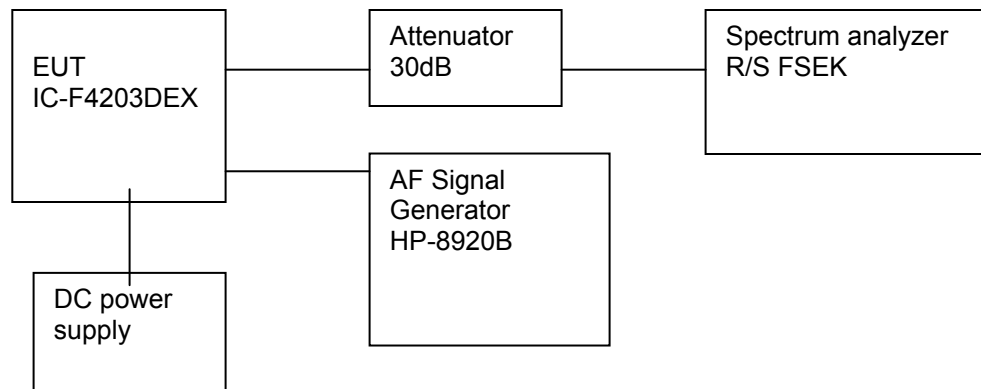 EUT
IC-F4203DEX
Attenuator
30dB
Spectrum analyzer
R/S FSEK
AF Signal
Generator
HP-8920B
DC power
supply